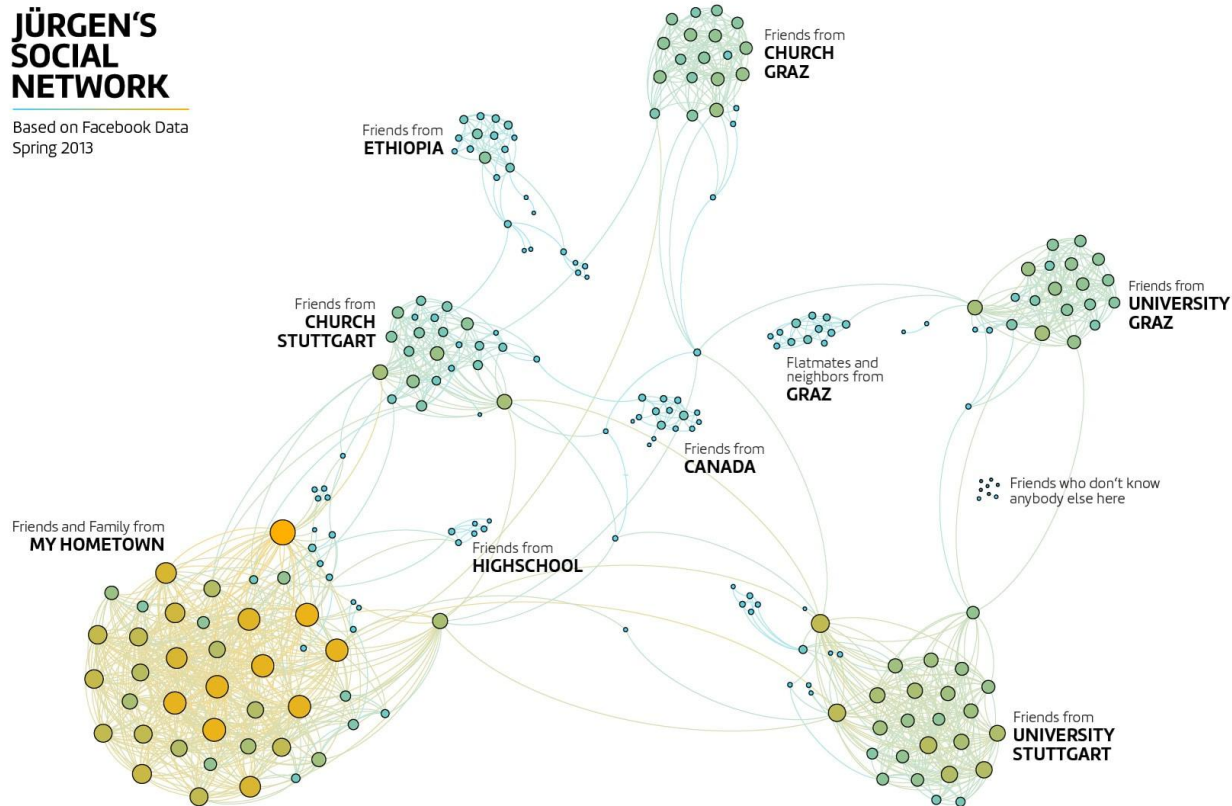 JÜRGEN'S
SOCIAL
NETWORK
Based on Facebook Data
Spring 2013
Friends from
CHURCH
GRAZ
Friends from
ETHIOPIA
Friends from
UNIVERSITY
GRAZ
Friends from
CHURCH
STUTTGART
Flatmates and
neighbors from
GRAZ
Friends from
CANADA
Friends who don't know
anybody else here
Friends and Family from
MY HOMETOWN
Friends from
HIGHSCHOOL
Friends from
UNIVERSITY
STUTTGART